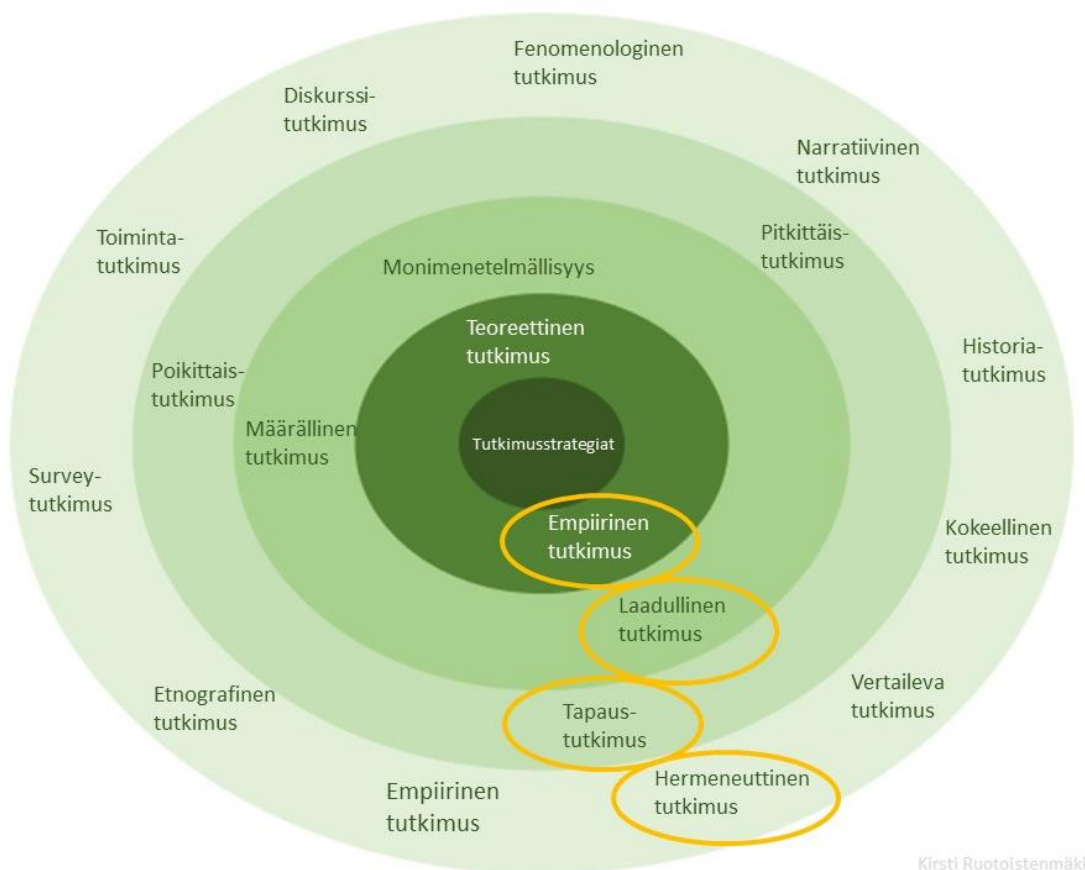 Fenomenologinen
tutkimus
Diskurssi-
tutkimus
Narratiivinen
tutkimus
Toiminta-
tutkimus
Pitkittäis-
tutkimus
Monimenetelmällisyys
Teoreettinen
tutkimus
Historia-
tutkimus
Poikittais-
tutkimus
Määrällinen
tutkimus
Tutkimusstrategiat
Survey-
tutkimus
Empiirinen
tutkimus
Kokeellinen
tutkimus
Laadullinen
tutkimus
Etnografinen
tutkimus
Vertaileva
tutkimus
Tapaus-
tutkimus
Hermeneuttinen
tutkimus
Empiirinen
tutkimus
Kirsti Ruotoistenmäki